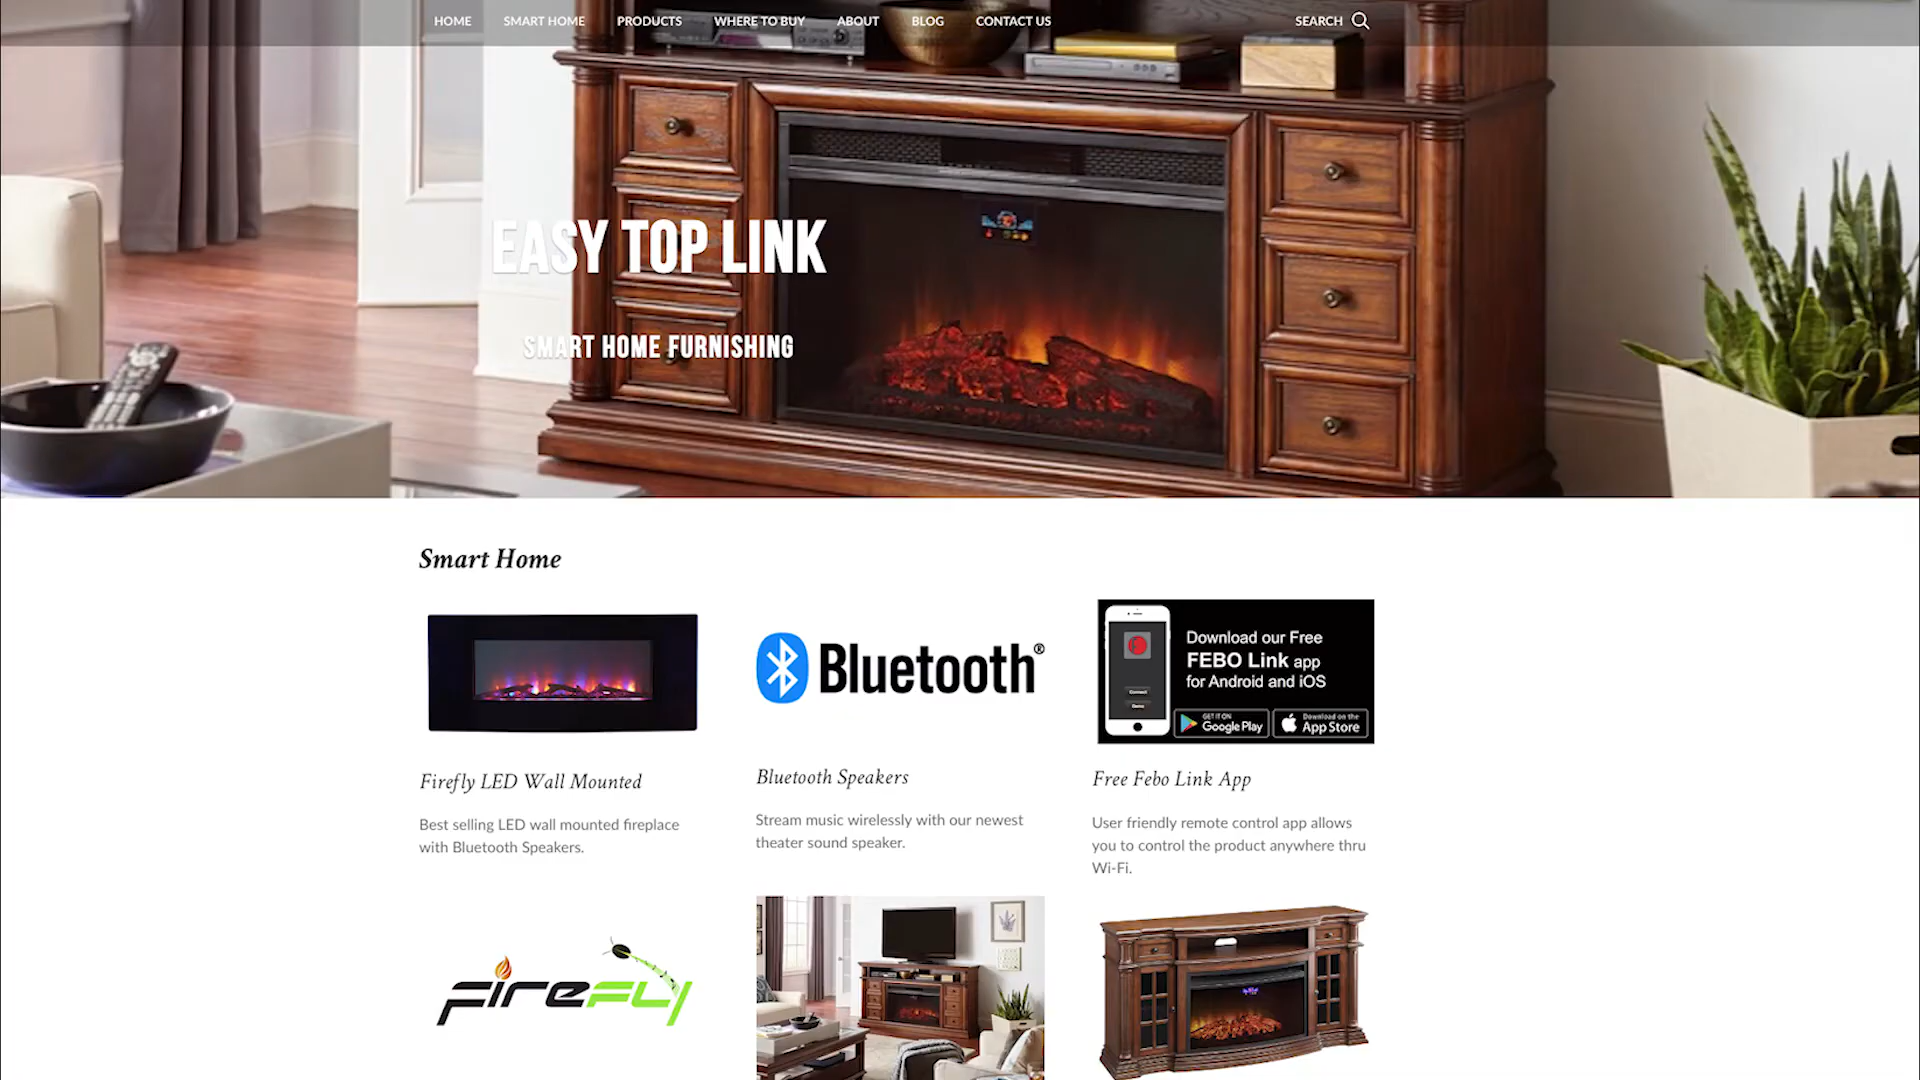 HOME SMART HOME PRODUCTS WHERE TO BUY ABOUT BLOG CONTACT US SEARCH
EASY TOP LINK
SMART HOME FURNISHING
Smart Home
Bluetooth®
Download our Free
FEBO Link app
for Android and iOS
Connect
Demo
GET IT ON
Google Play
Download on the
App Store
Firefly LED Wall Mounted
Best selling LED wall mounted fireplace
with Bluetooth Speakers.
Bluetooth Speakers
Stream music wirelessly with our newest
theater sound speaker.
Free Febo Link App
User friendly remote control app allows
you to control the product anywhere thru
Wi-Fi.
FIREFLY